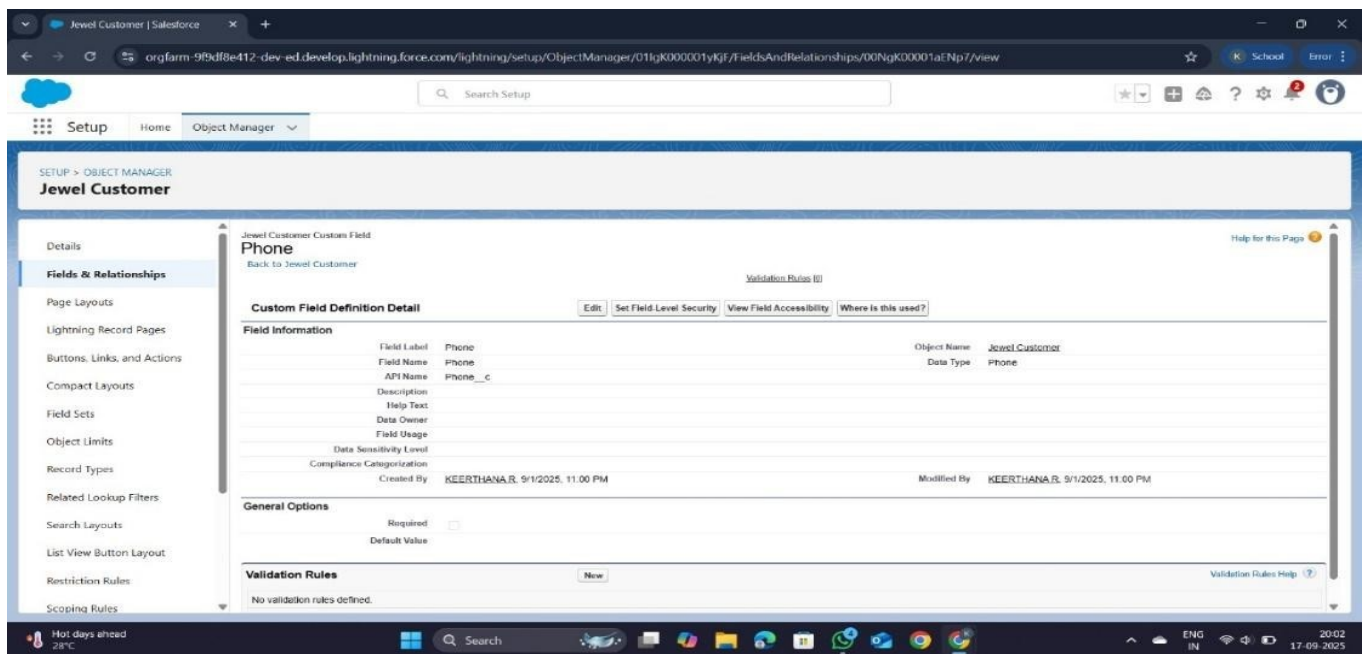 Jewel Customer | Salesforce
orgfarm-9f9df8e412-dev-ed.develop.lightning.force.com/lightning/setup/ObjectManager/01IgK000001yKjF/FieldsAndRelationships/00NgK00001aENp7/view
K School Error
Search Setup
2
Setup Home Object Manager
SETUP > OBJECT MANAGER
Jewel Customer
Details
Fields & Relationships
Page Layouts
Lightning Record Pages
Buttons, Links, and Actions
Compact Layouts
Field Sets
Object Limits
Record Types
Related Lookup Filters
Search Layouts
List View Button Layout
Restriction Rules
Scoping Rules
Jewel Customer Custom Field
Phone
Back to Jewel Customer
Help for this Page
Validation Rules [0]
Custom Field Definition Detail Edit Set Field-Level Security View Field Accessibility Where is this used?
Field Information
Field Label Phone Object Name Jewel Customer
Field Name Phone Data Type Phone
API Name Phone__c
Description
Help Text
Data Owner
Field Usage
Data Sensitivity Level
Compliance Categorization
Created By KEERTHANA R, 9/1/2025, 11:00 PM Modified By KEERTHANA R, 9/1/2025, 11:00 PM
General Options
Required
Default Value
Validation Rules New Validation Rules Help ?
No validation rules defined.
Hot days ahead
28°C
Search
ENG
IN
20:02
17-09-2025